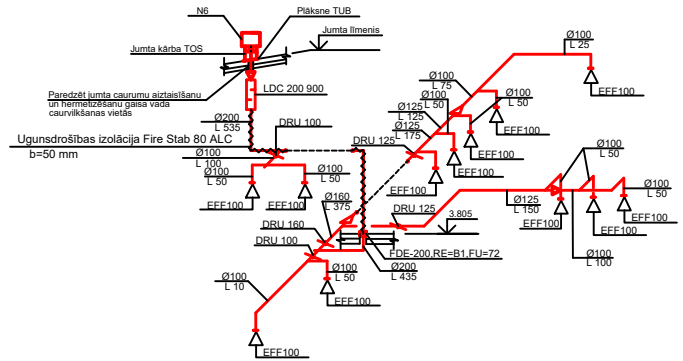 N6
Plāksne TUB
Jumta līmenis
Jumta kārba TOS
LDC 200 900
Paredzēt jumta caurumu aiztaisīšanu
un hermetizēšanu gaisa vada
caurvilkšanas vietās
Ø200
L 535
Ugunsdrošības izolācija Fire Stab 80 ALC
b=50 mm
DRU 100
Ø100
L 100
Ø100
L 50
Ø100
L 50
EFF100
EFF100
Ø160
L 375
DRU 160
DRU 100
Ø100
L 10
Ø100
L 50
EFF100
EFF100
Ø200
L 435
FDE-200,RE=B1,FU=72
3.805
DRU 125
DRU 125
Ø125
L 175
Ø125
L 125
Ø100
L 50
Ø100
L 75
Ø100
L 25
EFF100
Ø100
L 50
EFF100
EFF100
EFF100
EFF100
Ø100
L 50
Ø125
L 150
EFF100
Ø100
L 100
EFF100
Ø100
L 50
EFF100